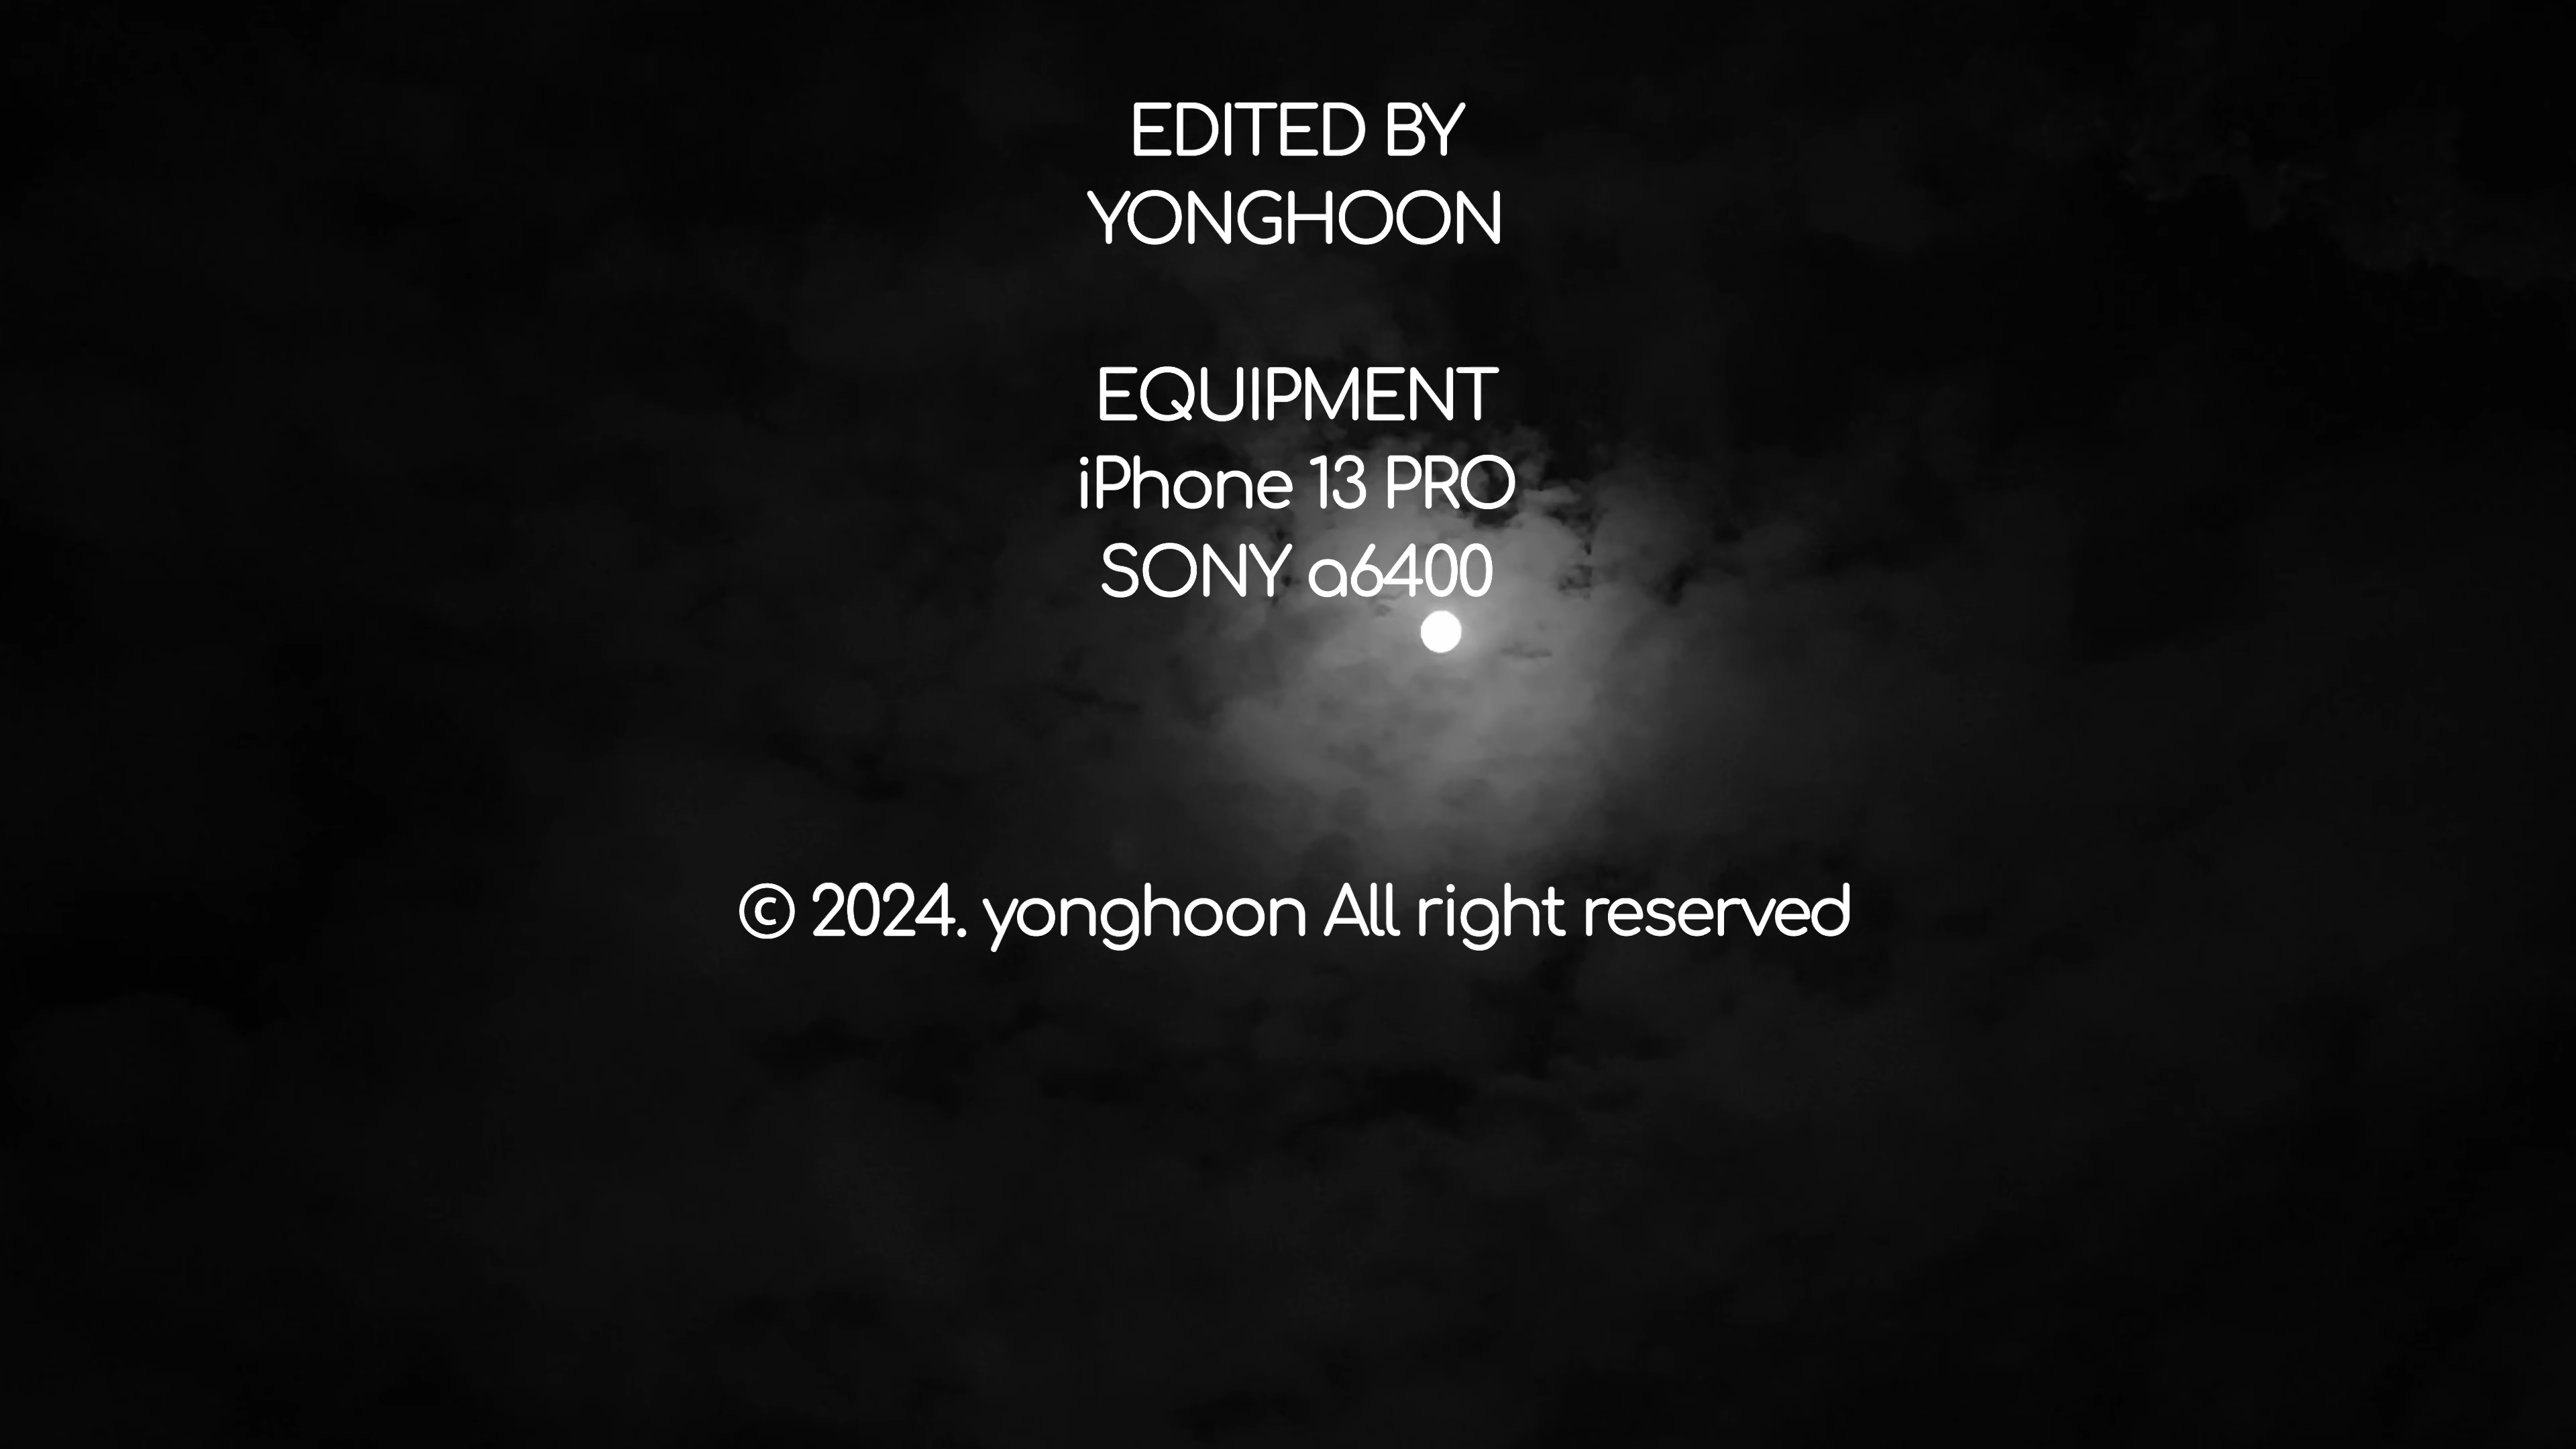 EDITED BY
YONGHOON
EQUIPMENT
iPhone 13 PRO
SONY a6400
© 2024. yonghoon All right reserved